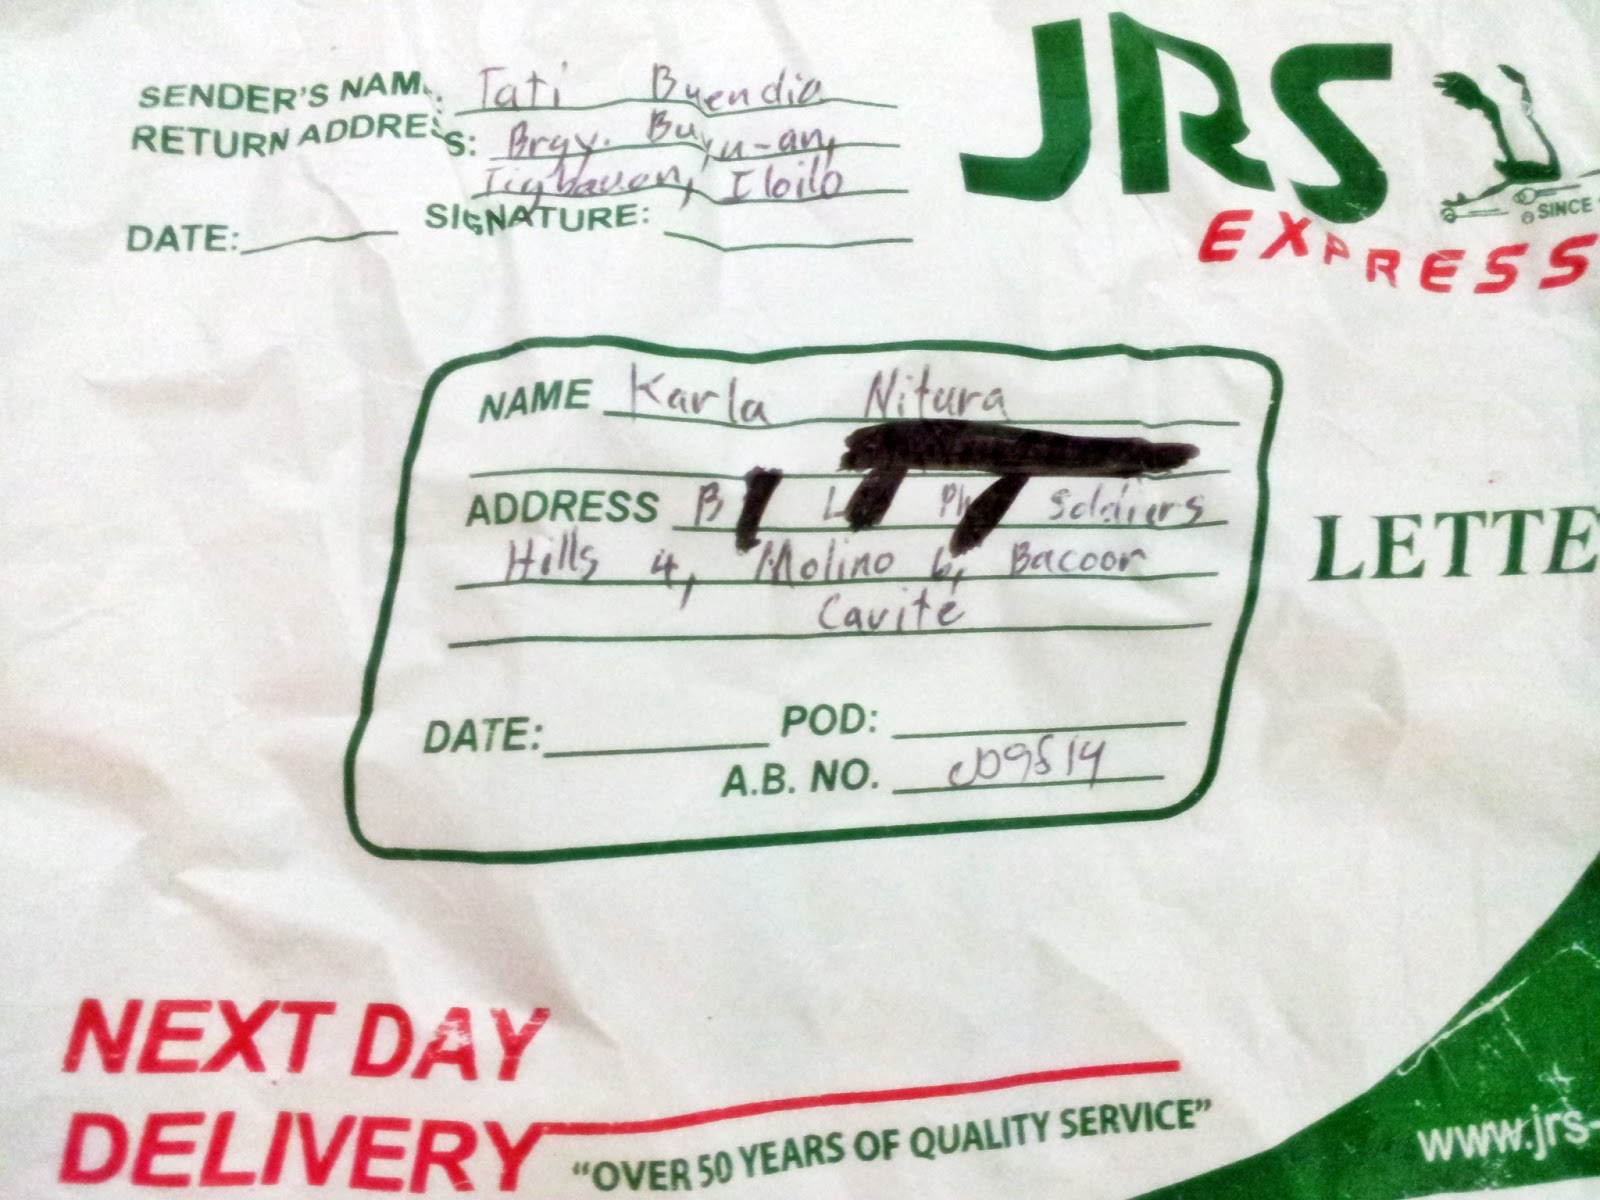 SENDER'S NAME: Tati Buendia
RETURN ADDRESS: Brgy. Buyu-an,
Tigbauan, Iloilo
DATE: SIGNATURE:
JRS
EXPRESS
SINCE
NAME Karla Nitura
ADDRESS B L Ph Soldiers
Hills 4, Molino 6, Bacoor
Cavite
LETTE
DATE: POD:
A.B. NO.
NEXT DAY
DELIVERY
"OVER 50 YEARS OF QUALITY SERVICE"
www.jrs-